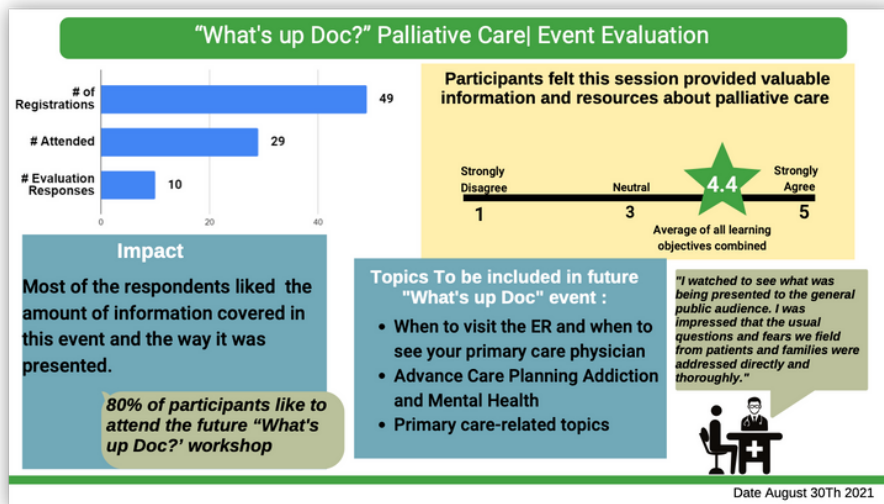 “What's up Doc?” Palliative Care| Event Evaluation
# of
Registrations
49
# Attended
29
# Evaluation
Responses
10
0
20
40
Participants felt this session provided valuable
information and resources about palliative care
Strongly
Disagree
Neutral
4.4
Strongly
Agree
1
3
5
Average of all learning
objectives combined
Impact
Most of the respondents liked the
amount of information covered in
this event and the way it was
presented.
80% of participants like to
attend the future “What's
up Doc?’ workshop
Topics To be included in future
"What's up Doc" event :
• When to visit the ER and when to
see your primary care physician
• Advance Care Planning Addiction
and Mental Health
• Primary care-related topics
"I watched to see what was
being presented to the general
public audience. I was
impressed that the usual
questions and fears we field
from patients and families were
addressed directly and
thoroughly."
Date August 30Th 2021